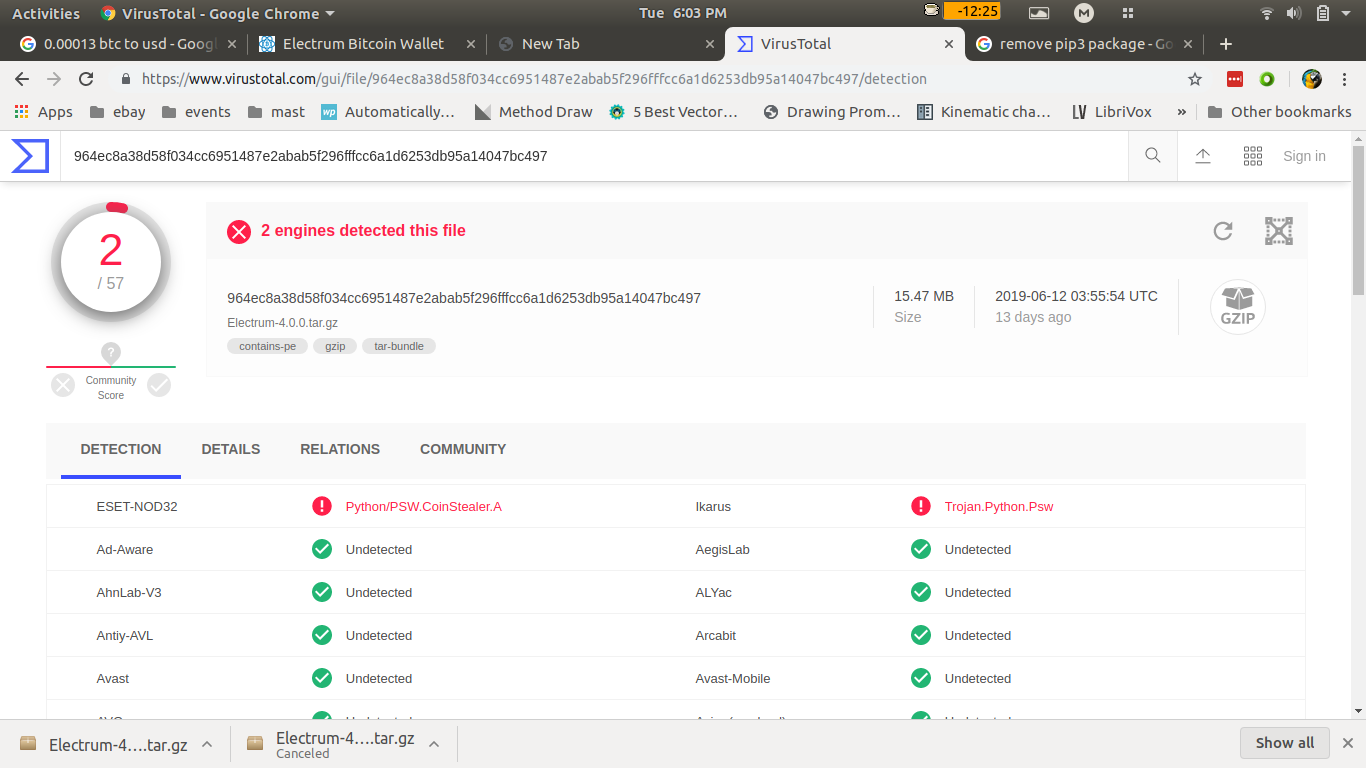 Activities VirusTotal - Google Chrome Tue 6:03 PM -12:25 M
0.00013 btc to usd - Goog Electrum Bitcoin Wallet New Tab VirusTotal remove pip3 package - Go
https://www.virustotal.com/gui/file/964ec8a38d58f034cc6951487e2abab5f296fffcc6a1d6253db95a14047bc497/detection
Apps ebay events mast wp Automatically… Method Draw 5 Best Vector… Drawing Prom… Kinematic cha… LV LibriVox » Other bookmarks
964ec8a38d58f034cc6951487e2abab5f296fffcc6a1d6253db95a14047bc497 Sign in
2
/ 57
2 engines detected this file
964ec8a38d58f034cc6951487e2abab5f296fffcc6a1d6253db95a14047bc497 15.47 MB 2019-06-12 03:55:54 UTC
Electrum-4.0.0.tar.gz Size 13 days ago GZIP
contains-pe gzip tar-bundle
?
Community
Score
DETECTION DETAILS RELATIONS COMMUNITY
ESET-NOD32 Python/PSW.CoinStealer.A Ikarus Trojan.Python.Psw
Ad-Aware Undetected AegisLab Undetected
AhnLab-V3 Undetected ALYac Undetected
Antiy-AVL Undetected Arcabit Undetected
Avast Undetected Avast-Mobile Undetected
Electrum-4….tar.gz Electrum-4….tar.gz Show all
Canceled